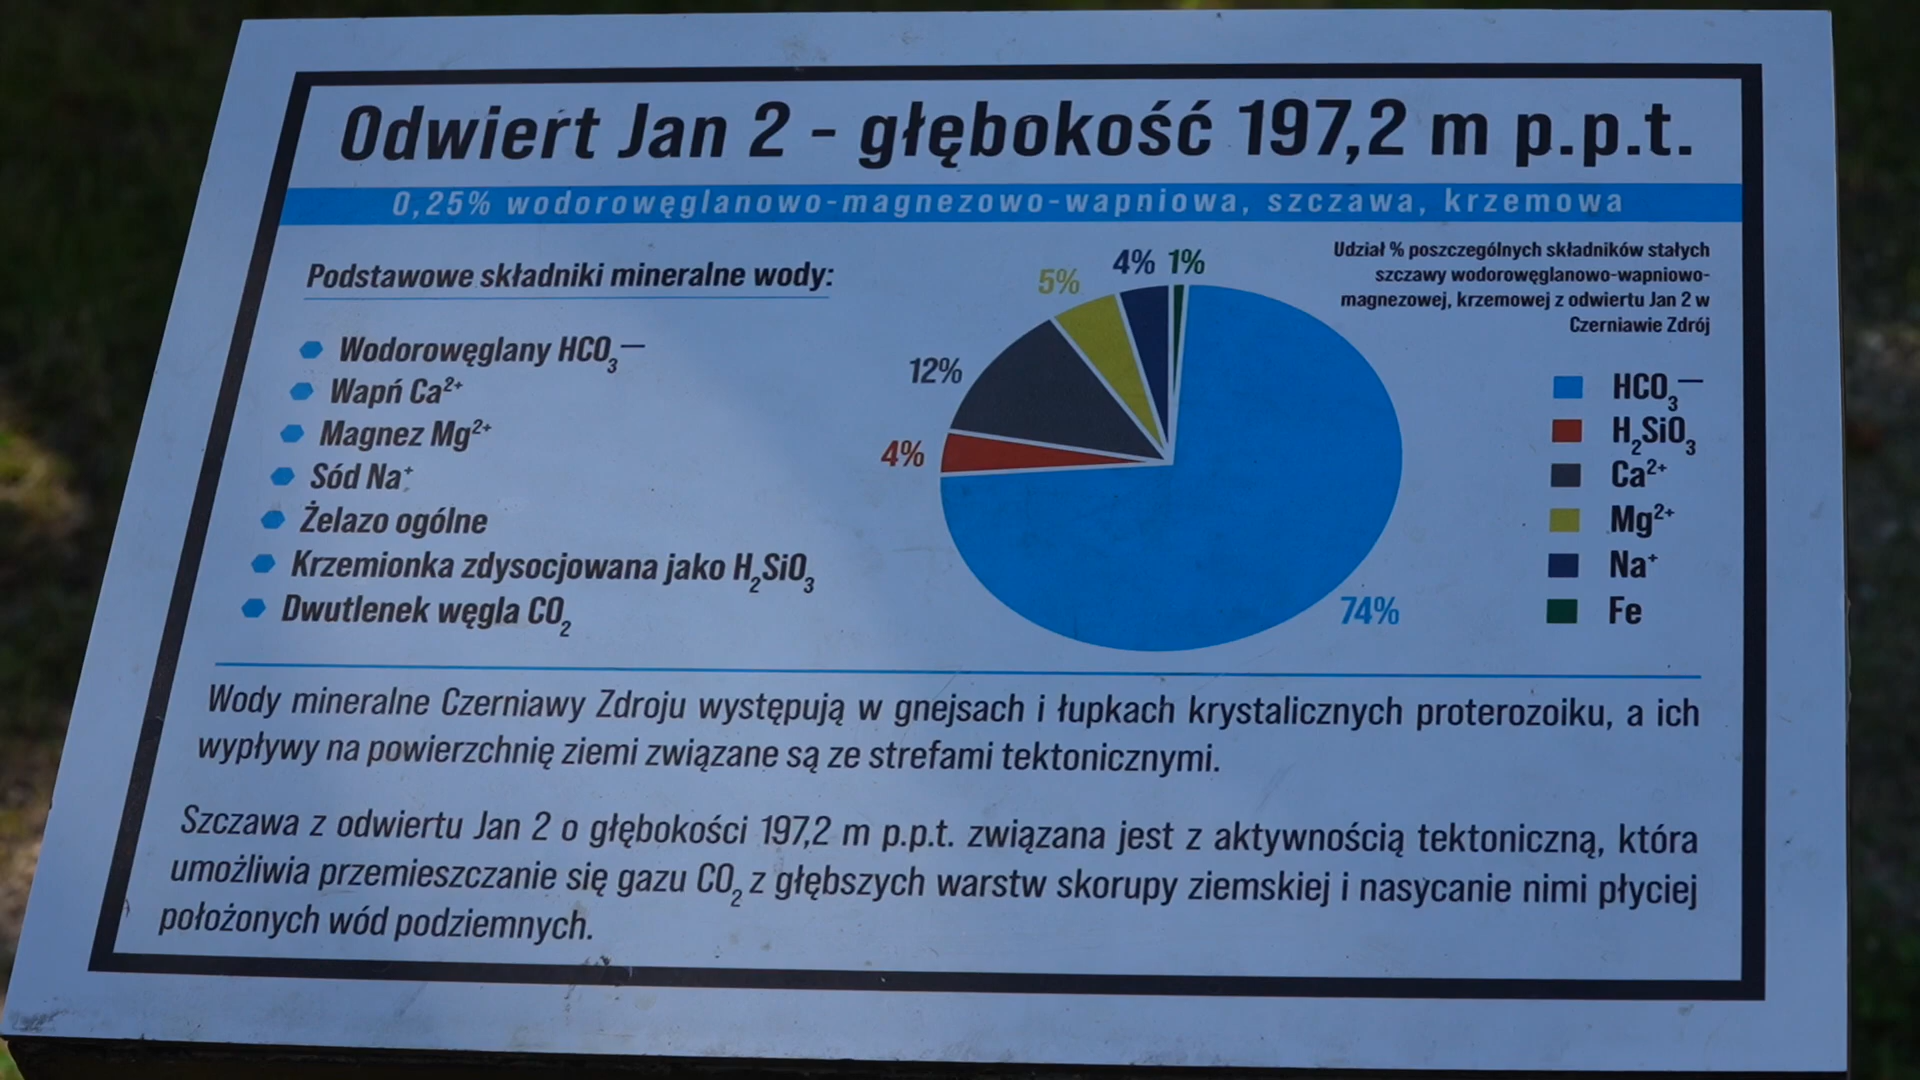 Odwiert Jan 2 - głębokość 197,2 m p.p.t.
0,25% wodorowęglanowo-magnezowo-wapniowa, szczawa, krzemowa
Podstawowe składniki mineralne wody:
Wodorowęglany HCO₃—
Wapń Ca²⁺
Magnez Mg²⁺
Sód Na⁺
Żelazo ogólne
Krzemionka zdysocjowana jako H₂SiO₃
Dwutlenek węgla CO₂
4%
12%
5%
4%
1%
74%
Udział % poszczególnych składników stałych
szczawy wodorowęglanowo-wapniowo-
magnezowej, krzemowej z odwiertu Jan 2 w
Czerniawie Zdrój
HCO₃—
H₂SiO₃
Ca²⁺
Mg²⁺
Na⁺
Fe
Wody mineralne Czerniawy Zdroju występują w gnejsach i łupkach krystalicznych proterozoiku, a ich
wypływy na powierzchnię ziemi związane są ze strefami tektonicznymi.
Szczawa z odwiertu Jan 2 o głębokości 197,2 m p.p.t. związana jest z aktywnością tektoniczną, która
umożliwia przemieszczanie się gazu CO₂ z głębszych warstw skorupy ziemskiej i nasycanie nimi płyciej
położonych wód podziemnych.